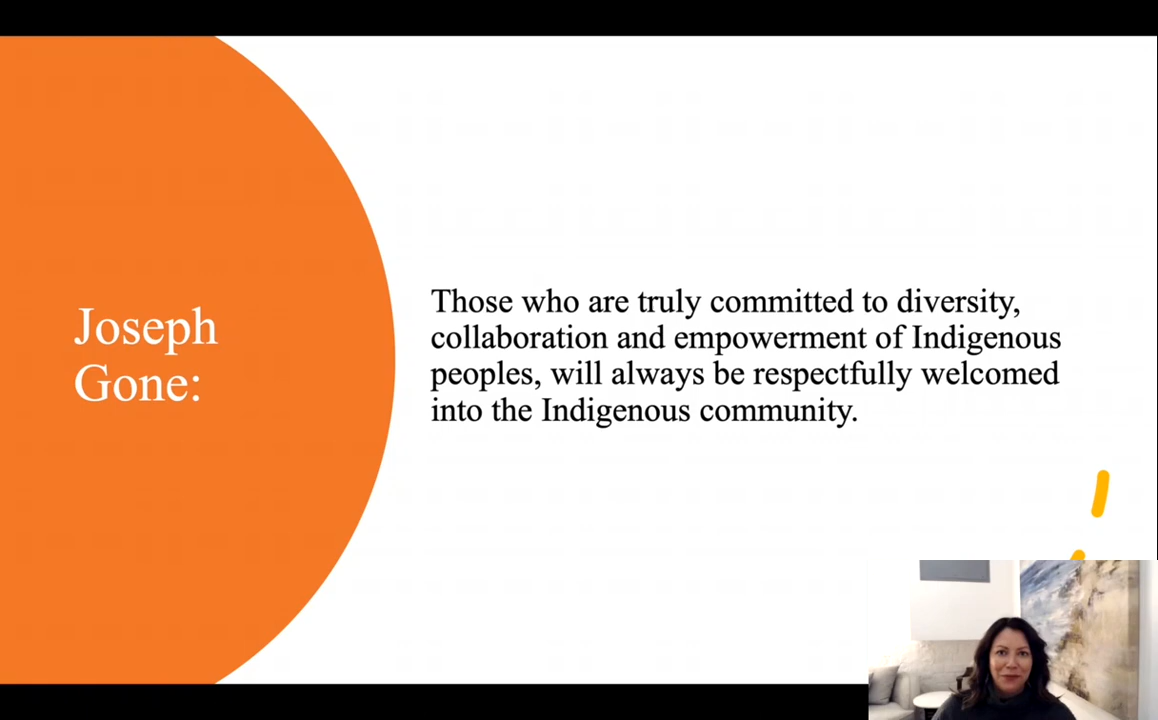 Joseph
Gone:
Those who are truly committed to diversity,
collaboration and empowerment of Indigenous
peoples, will always be respectfully welcomed
into the Indigenous community.